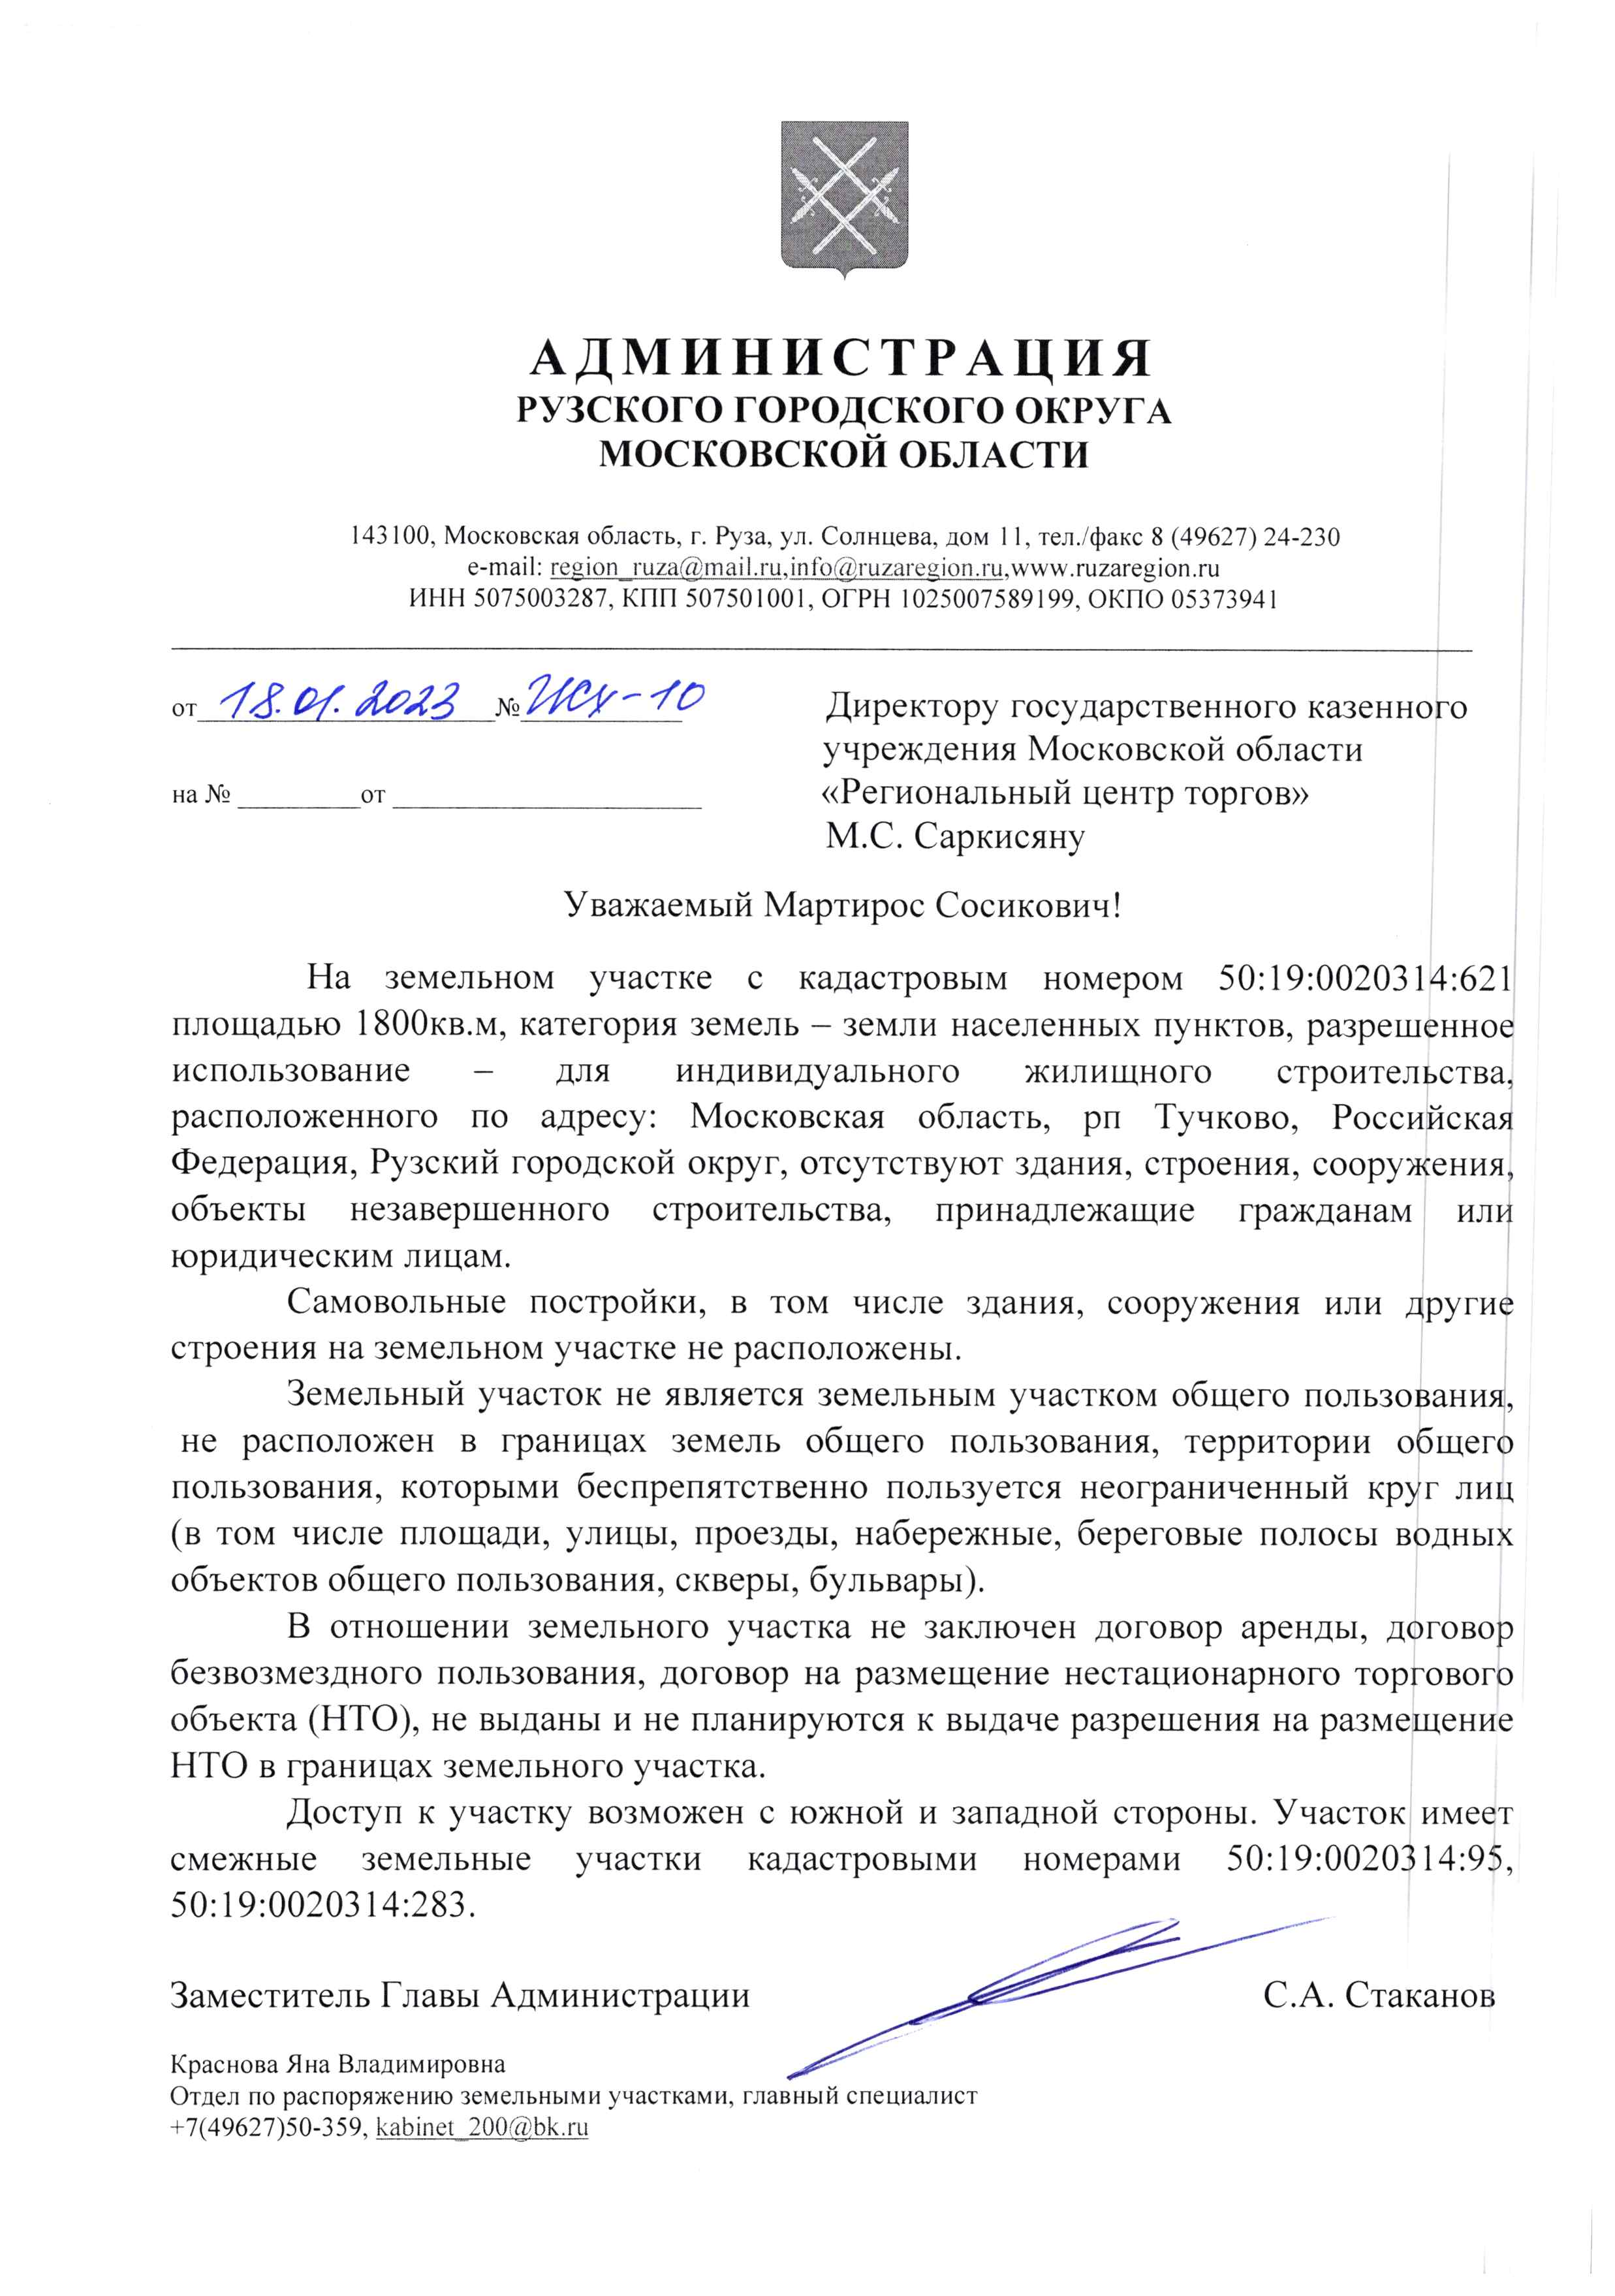 АДМИНИСТРАЦИЯ
РУЗСКОГО ГОРОДСКОГО ОКРУГА
МОСКОВСКОЙ ОБЛАСТИ
143100, Московская область, г. Руза, ул. Солнцева, дом 11, тел./факс 8 (49627) 24-230
e-mail: region_ruza@mail.ru,info@ruzaregion.ru,www.ruzaregion.ru
ИНН 5075003287, КПП 507501001, ОГРН 1025007589199, ОКПО 05373941
от 18.01.2023 № Исх-10
на № __________ от __________
Директору государственного казенного
учреждения Московской области
«Региональный центр торгов»
М.С. Саркисяну
Уважаемый Мартирос Сосикович!
На земельном участке с кадастровым номером 50:19:0020314:621
площадью 1800кв.м, категория земель – земли населенных пунктов, разрешенное
использование – для индивидуального жилищного строительства,
расположенного по адресу: Московская область, рп Тучково, Российская
Федерация, Рузский городской округ, отсутствуют здания, строения, сооружения,
объекты незавершенного строительства, принадлежащие гражданам или
юридическим лицам.
Самовольные постройки, в том числе здания, сооружения или другие
строения на земельном участке не расположены.
Земельный участок не является земельным участком общего пользования,
не расположен в границах земель общего пользования, территории общего
пользования, которыми беспрепятственно пользуется неограниченный круг лиц
(в том числе площади, улицы, проезды, набережные, береговые полосы водных
объектов общего пользования, скверы, бульвары).
В отношении земельного участка не заключен договор аренды, договор
безвозмездного пользования, договор на размещение нестационарного торгового
объекта (НТО), не выданы и не планируются к выдаче разрешения на размещение
НТО в границах земельного участка.
Доступ к участку возможен с южной и западной стороны. Участок имеет
смежные земельные участки кадастровыми номерами 50:19:0020314:95,
50:19:0020314:283.
Заместитель Главы Администрации С.А. Стаканов
Краснова Яна Владимировна
Отдел по распоряжению земельными участками, главный специалист
+7(49627)50-359, kabinet_200@bk.ru